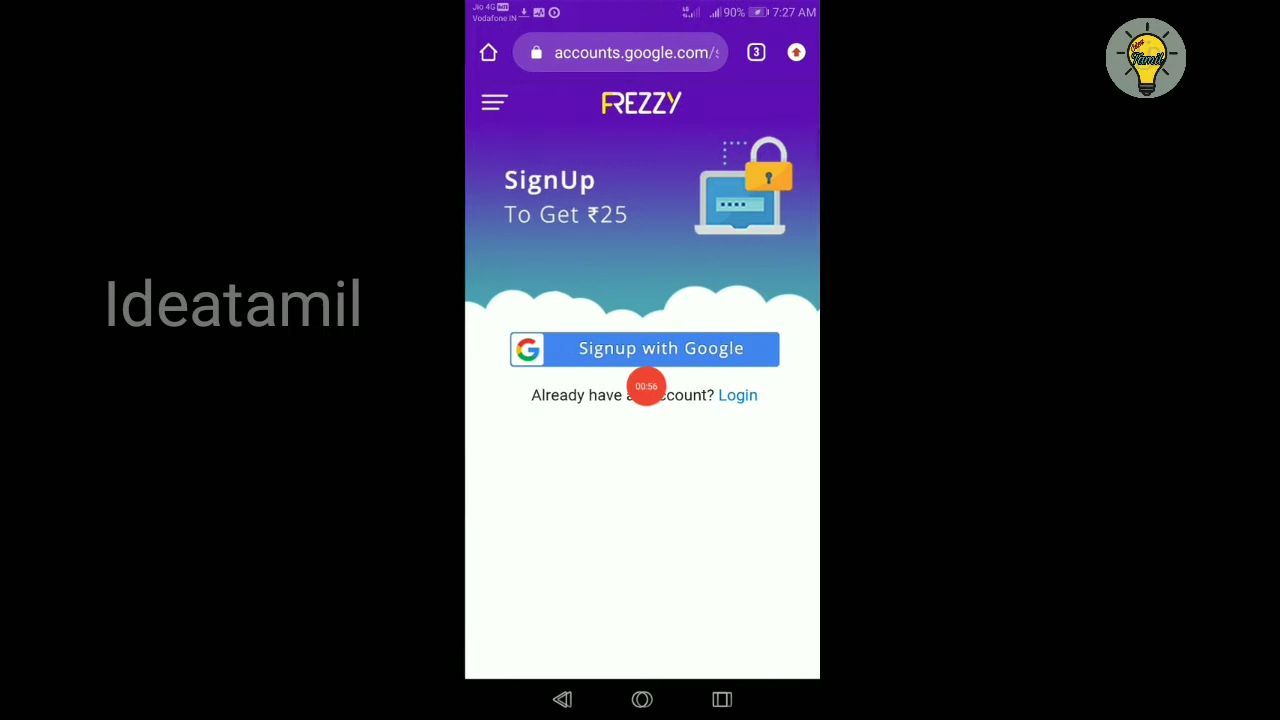 Jio 4G
Vodafone IN
90%
7:27 AM
accounts.google.com/s
3
FREZZY
SignUp
To Get ₹25
Ideatamil
Signup with Google
00:56
Already have a ccount? Login
Tamil